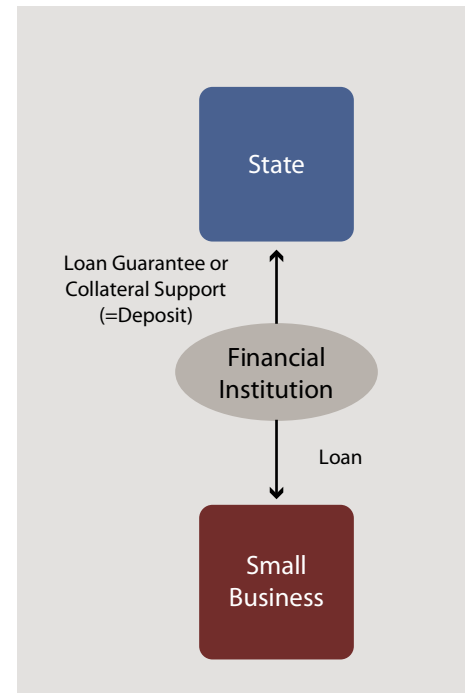 State
Loan Guarantee or
Collateral Support
(=Deposit)
Financial
Institution
Loan
Small
Business